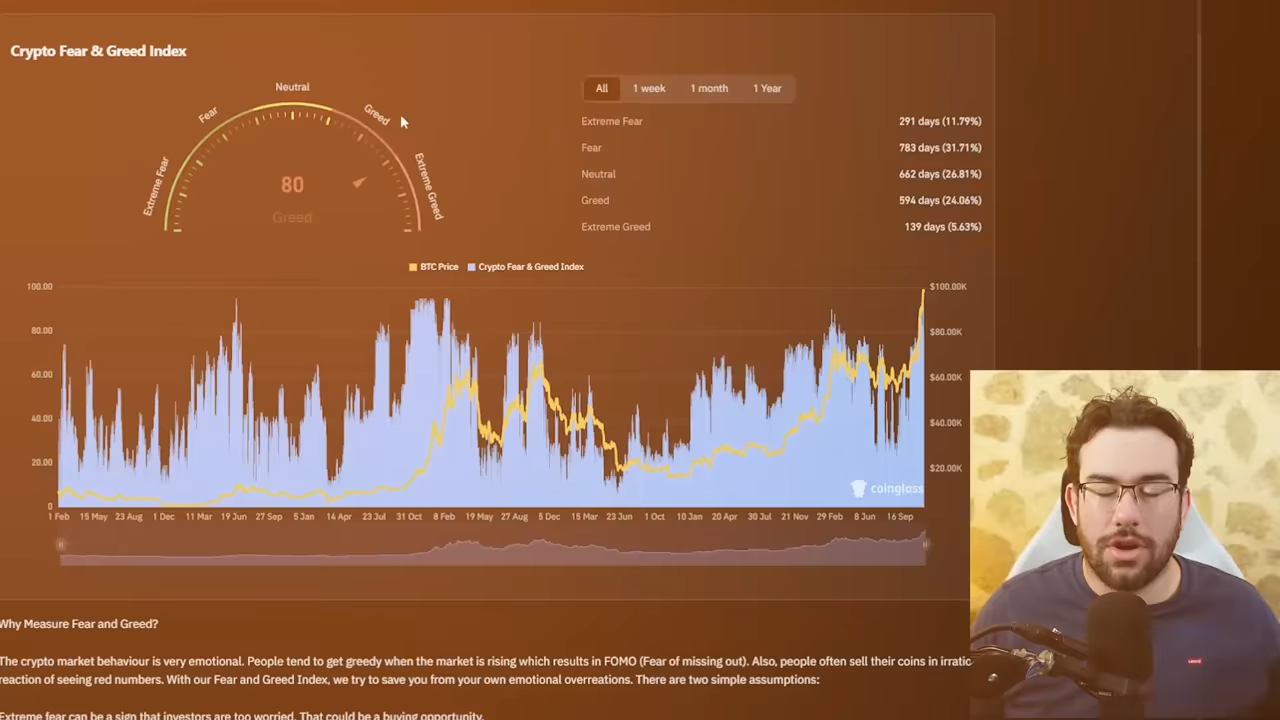 Crypto Fear & Greed Index
Neutral
Fear
Greed
Extreme Fear
Extreme Greed
80
Greed
All 1 week 1 month 1 Year
Extreme Fear 291 days (11.79%)
Fear 783 days (31.71%)
Neutral 662 days (26.81%)
Greed 594 days (24.06%)
Extreme Greed 139 days (5.63%)
BTC Price Crypto Fear & Greed Index
100.00 $100.00K
80.00 $80.00K
60.00 $60.00K
40.00 $40.00K
20.00 $20.00K
0
coinglass
1 Feb 15 May 23 Aug 1 Dec 11 Mar 19 Jun 27 Sep 5 Jan 14 Apr 23 Jul 31 Oct 8 Feb 19 May 27 Aug 5 Dec 15 Mar 23 Jun 1 Oct 10 Jan 20 Apr 30 Jul 21 Nov 29 Feb 8 Jun 16 Sep
Why Measure Fear and Greed?
The crypto market behaviour is very emotional. People tend to get greedy when the market is rising which results in FOMO (Fear of missing out). Also, people often sell their coins in irratic
reaction of seeing red numbers. With our Fear and Greed Index, we try to save you from your own emotional overreations. There are two simple assumptions:
Extreme fear can be a sign that investors are too worried. That could be a buying opportunity.